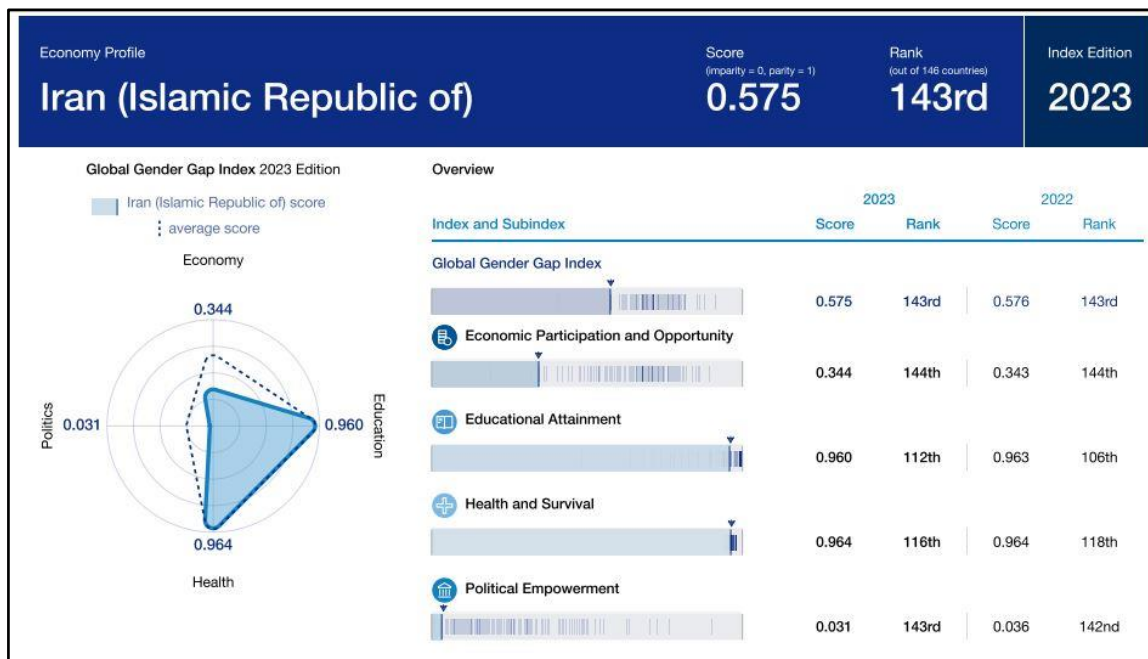 Economy Profile
Iran (Islamic Republic of)
Score
(imparity = 0, parity = 1)
0.575
Rank
(out of 146 countries)
143rd
Index Edition
2023
Global Gender Gap Index 2023 Edition
Iran (Islamic Republic of) score
average score
Economy
0.344
Politics
0.031
0.960
Education
0.964
Health
Overview
2023 2022
Index and Subindex Score Rank Score Rank
Global Gender Gap Index
0.575 143rd 0.576 143rd
Economic Participation and Opportunity
0.344 144th 0.343 144th
Educational Attainment
0.960 112th 0.963 106th
Health and Survival
0.964 116th 0.964 118th
Political Empowerment
0.031 143rd 0.036 142nd